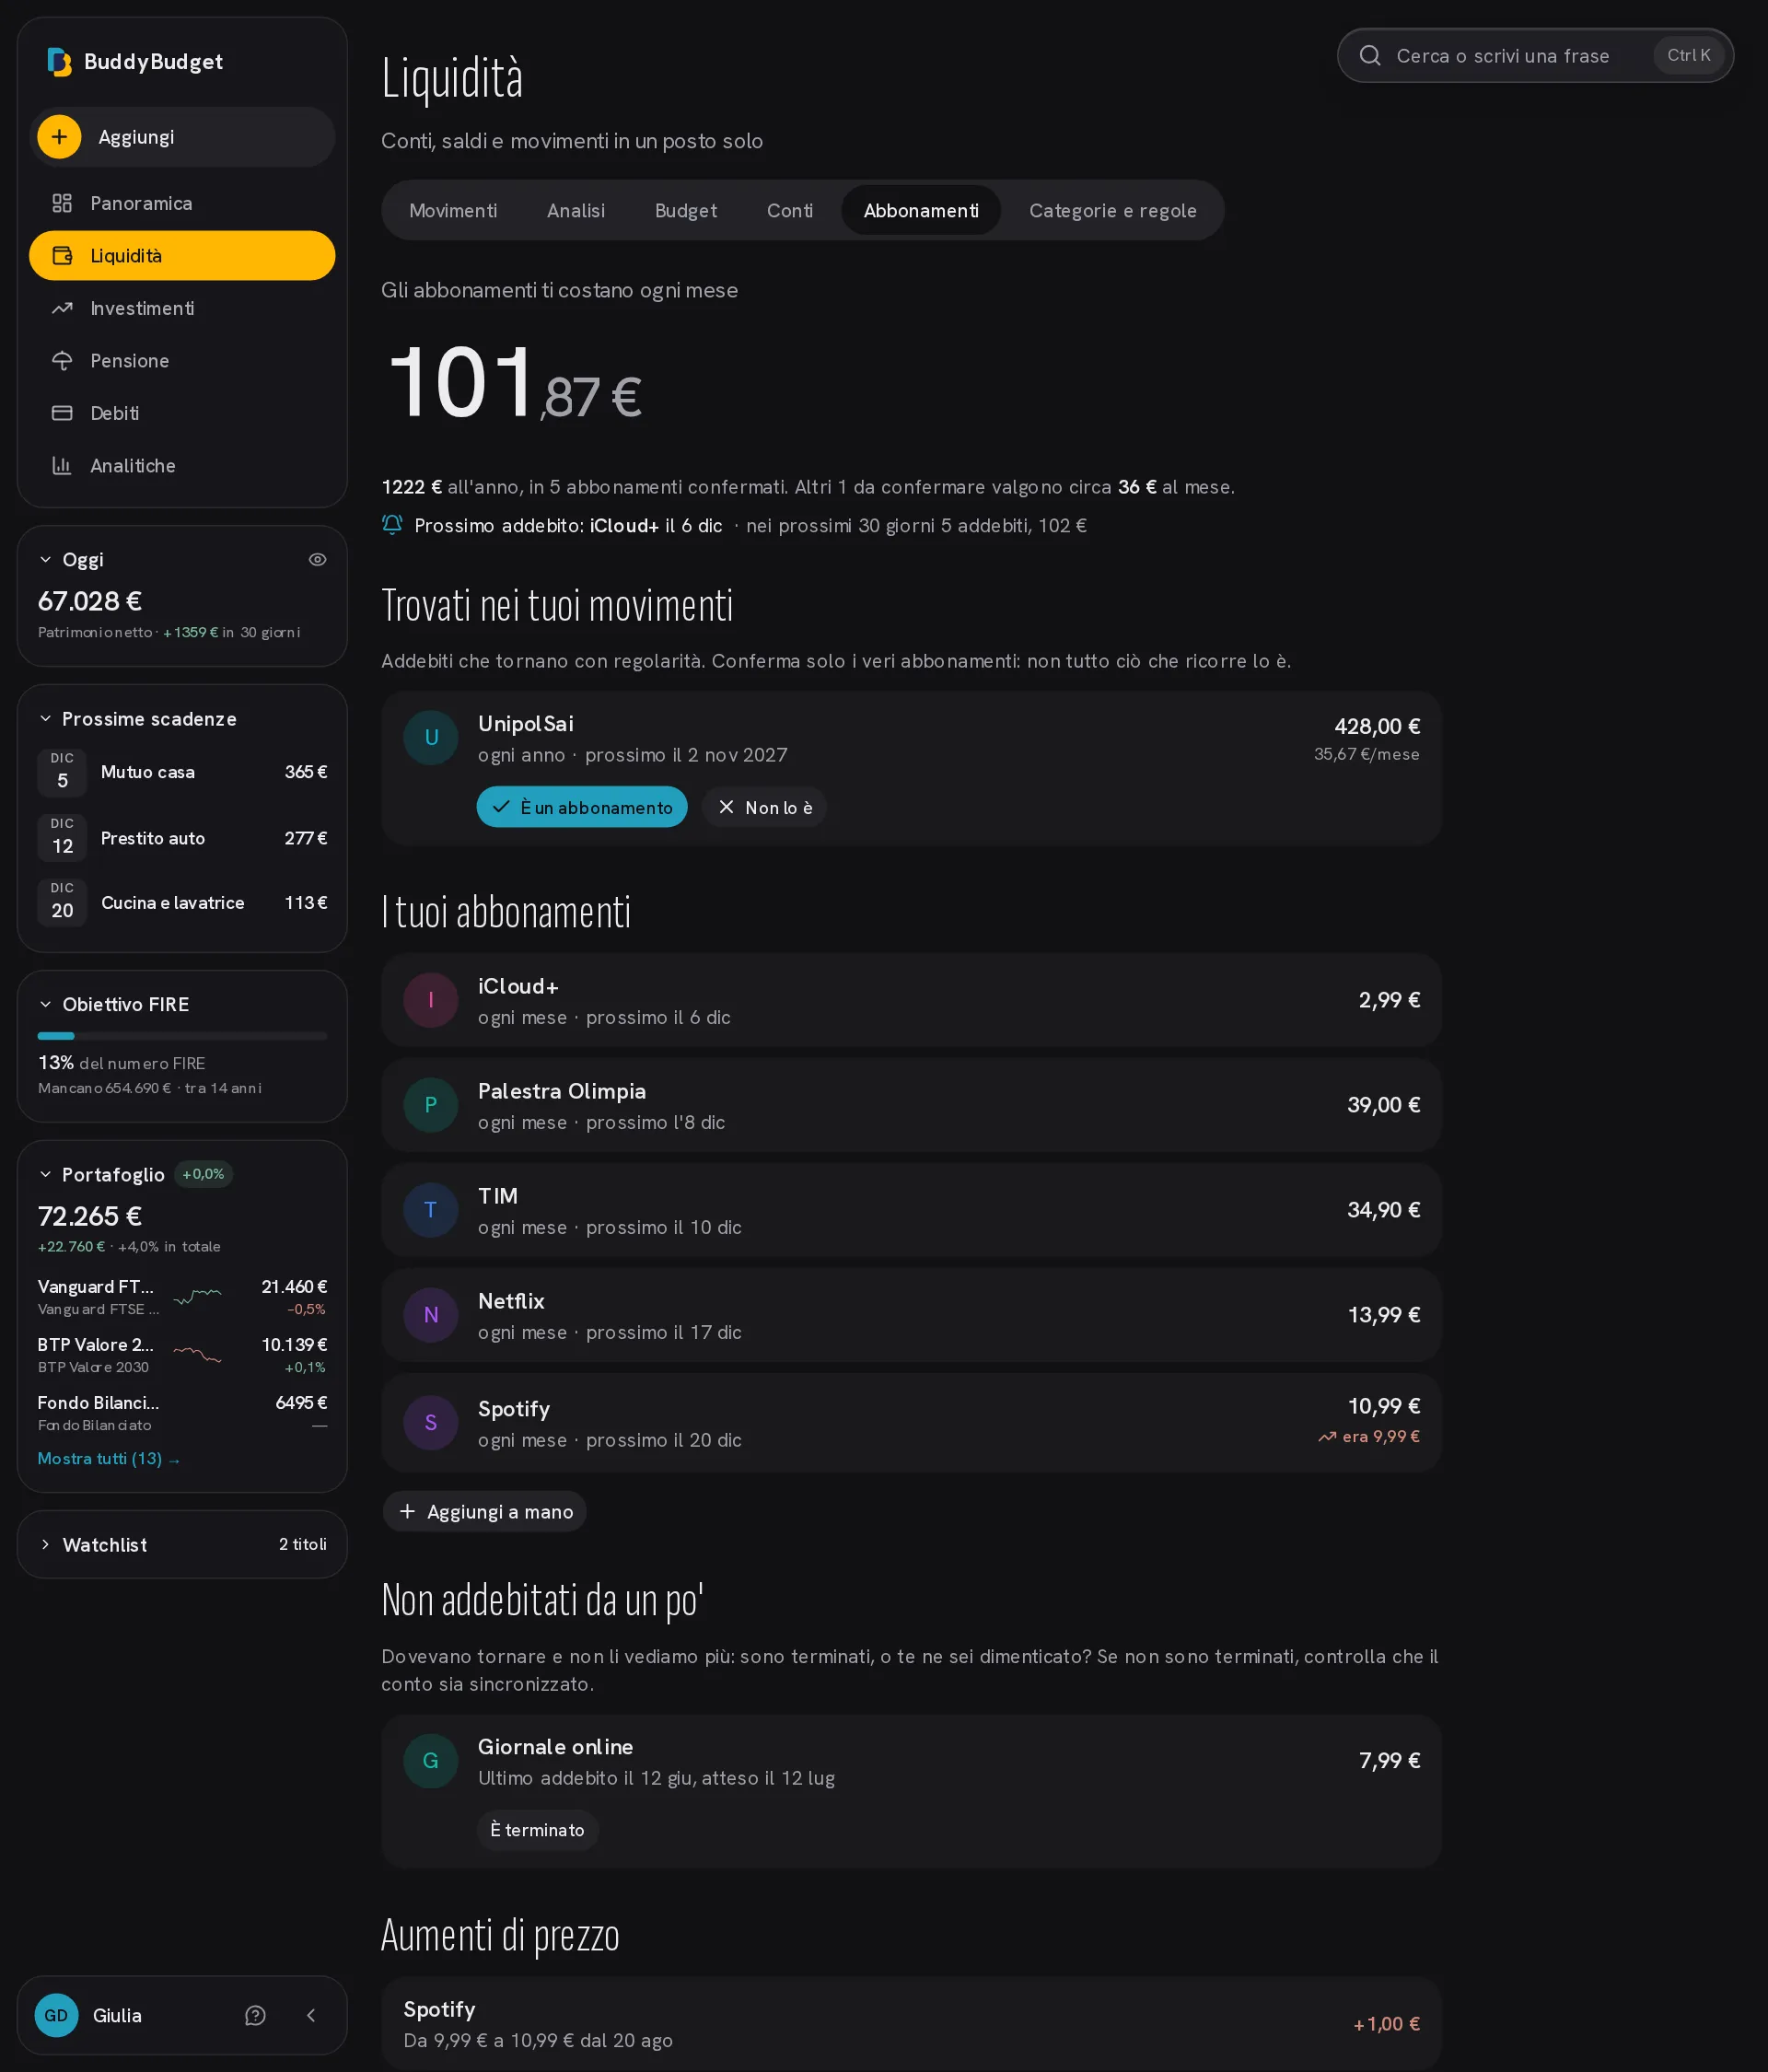 BuddyBudget
Aggiungi
Panoramica
Liquidità
Investimenti
Pensione
Debiti
Analitiche
Oggi
67.028 €
Patrimonio netto · +1359 € in 30 giorni
Prossime scadenze
DIC
5
Mutuo casa
365 €
DIC
12
Prestito auto
277 €
DIC
20
Cucina e lavatrice
113 €
Obiettivo FIRE
13% del numero FIRE
Mancano 654.690 € · tra 14 anni
Portafoglio
+0,0%
72.265 €
+22.760 € · +4,0% in totale
Vanguard FT...
21.460 €
Vanguard FTSE ...
−0,5%
BTP Valore 2...
10.139 €
BTP Valore 2030
+0,1%
Fondo Bilanci...
6495 €
Fondo Bilanciato
—
Mostra tutti (13) →
Watchlist
2 titoli
GD
Giulia
Liquidità
Cerca o scrivi una frase
Ctrl K
Conti, saldi e movimenti in un posto solo
Movimenti
Analisi
Budget
Conti
Abbonamenti
Categorie e regole
Gli abbonamenti ti costano ogni mese
101,87 €
1222 € all'anno, in 5 abbonamenti confermati. Altri 1 da confermare valgono circa 36 € al mese.
Prossimo addebito: iCloud+ il 6 dic · nei prossimi 30 giorni 5 addebiti, 102 €
Trovati nei tuoi movimenti
Addebiti che tornano con regolarità. Conferma solo i veri abbonamenti: non tutto ciò che ricorre lo è.
U
UnipolSai
428,00 €
ogni anno · prossimo il 2 nov 2027
35,67 €/mese
È un abbonamento
Non lo è
I tuoi abbonamenti
I
iCloud+
ogni mese · prossimo il 6 dic
2,99 €
P
Palestra Olimpia
ogni mese · prossimo l'8 dic
39,00 €
T
TIM
ogni mese · prossimo il 10 dic
34,90 €
N
Netflix
ogni mese · prossimo il 17 dic
13,99 €
S
Spotify
ogni mese · prossimo il 20 dic
10,99 €
era 9,99 €
Aggiungi a mano
Non addebitati da un po'
Dovevano tornare e non li vediamo più: sono terminati, o te ne sei dimenticato? Se non sono terminati, controlla che il
conto sia sincronizzato.
G
Giornale online
Ultimo addebito il 12 giu, atteso il 12 lug
7,99 €
È terminato
Aumenti di prezzo
Spotify
Da 9,99 € a 10,99 € dal 20 ago
+1,00 €